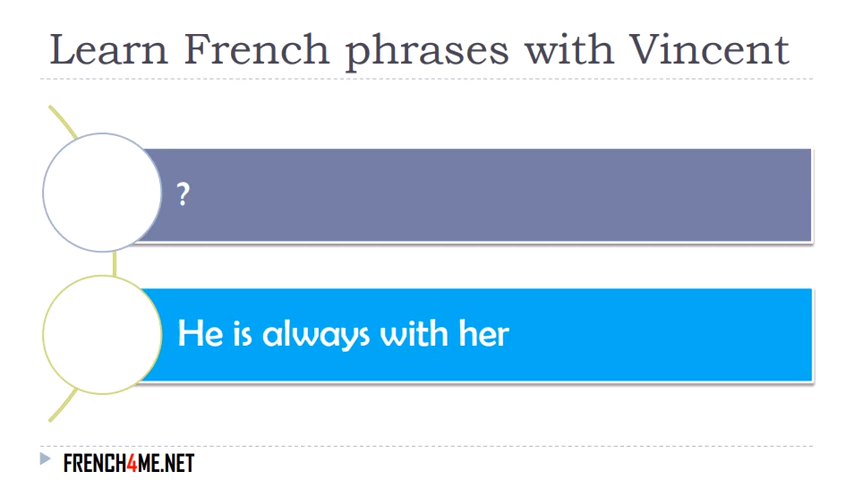 Learn French phrases with Vincent
?
He is always with her
FRENCH4ME.NET